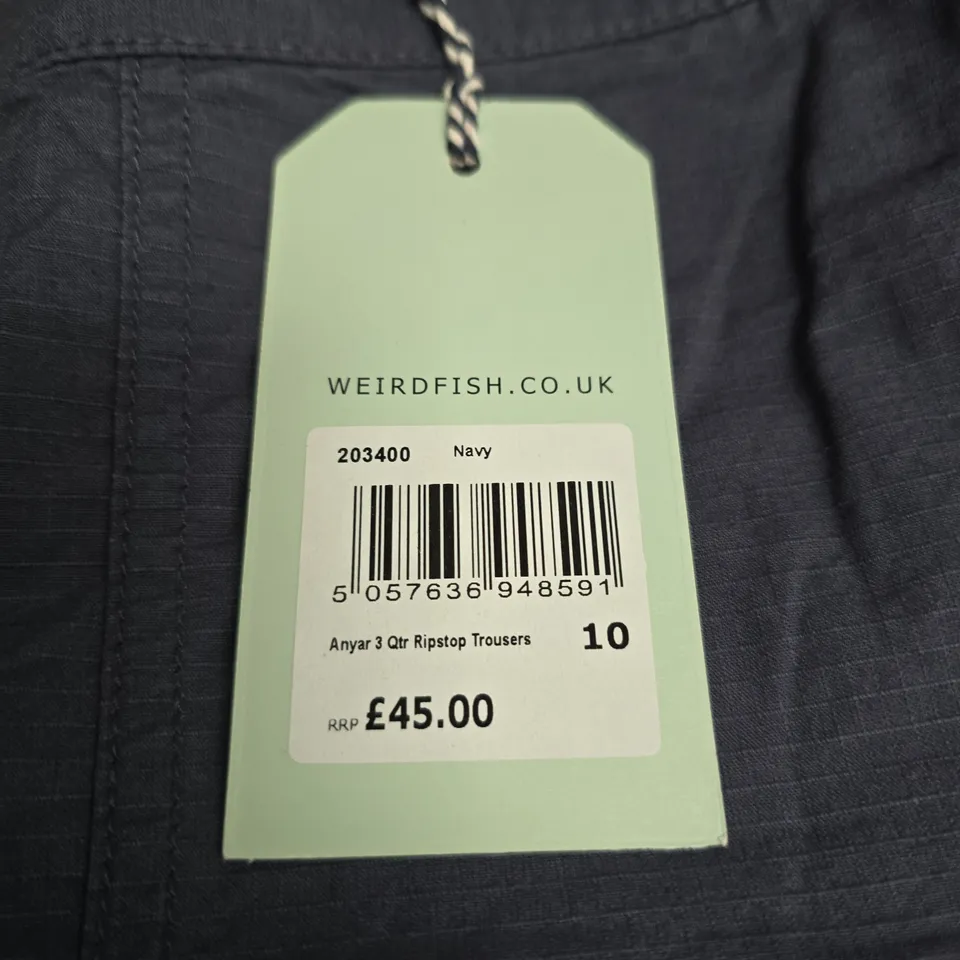 WEIRDFISH.CO.UK
203400 Navy
5 057636 948591
Anyar 3 Qtr Ripstop Trousers 10
RRP £45.00